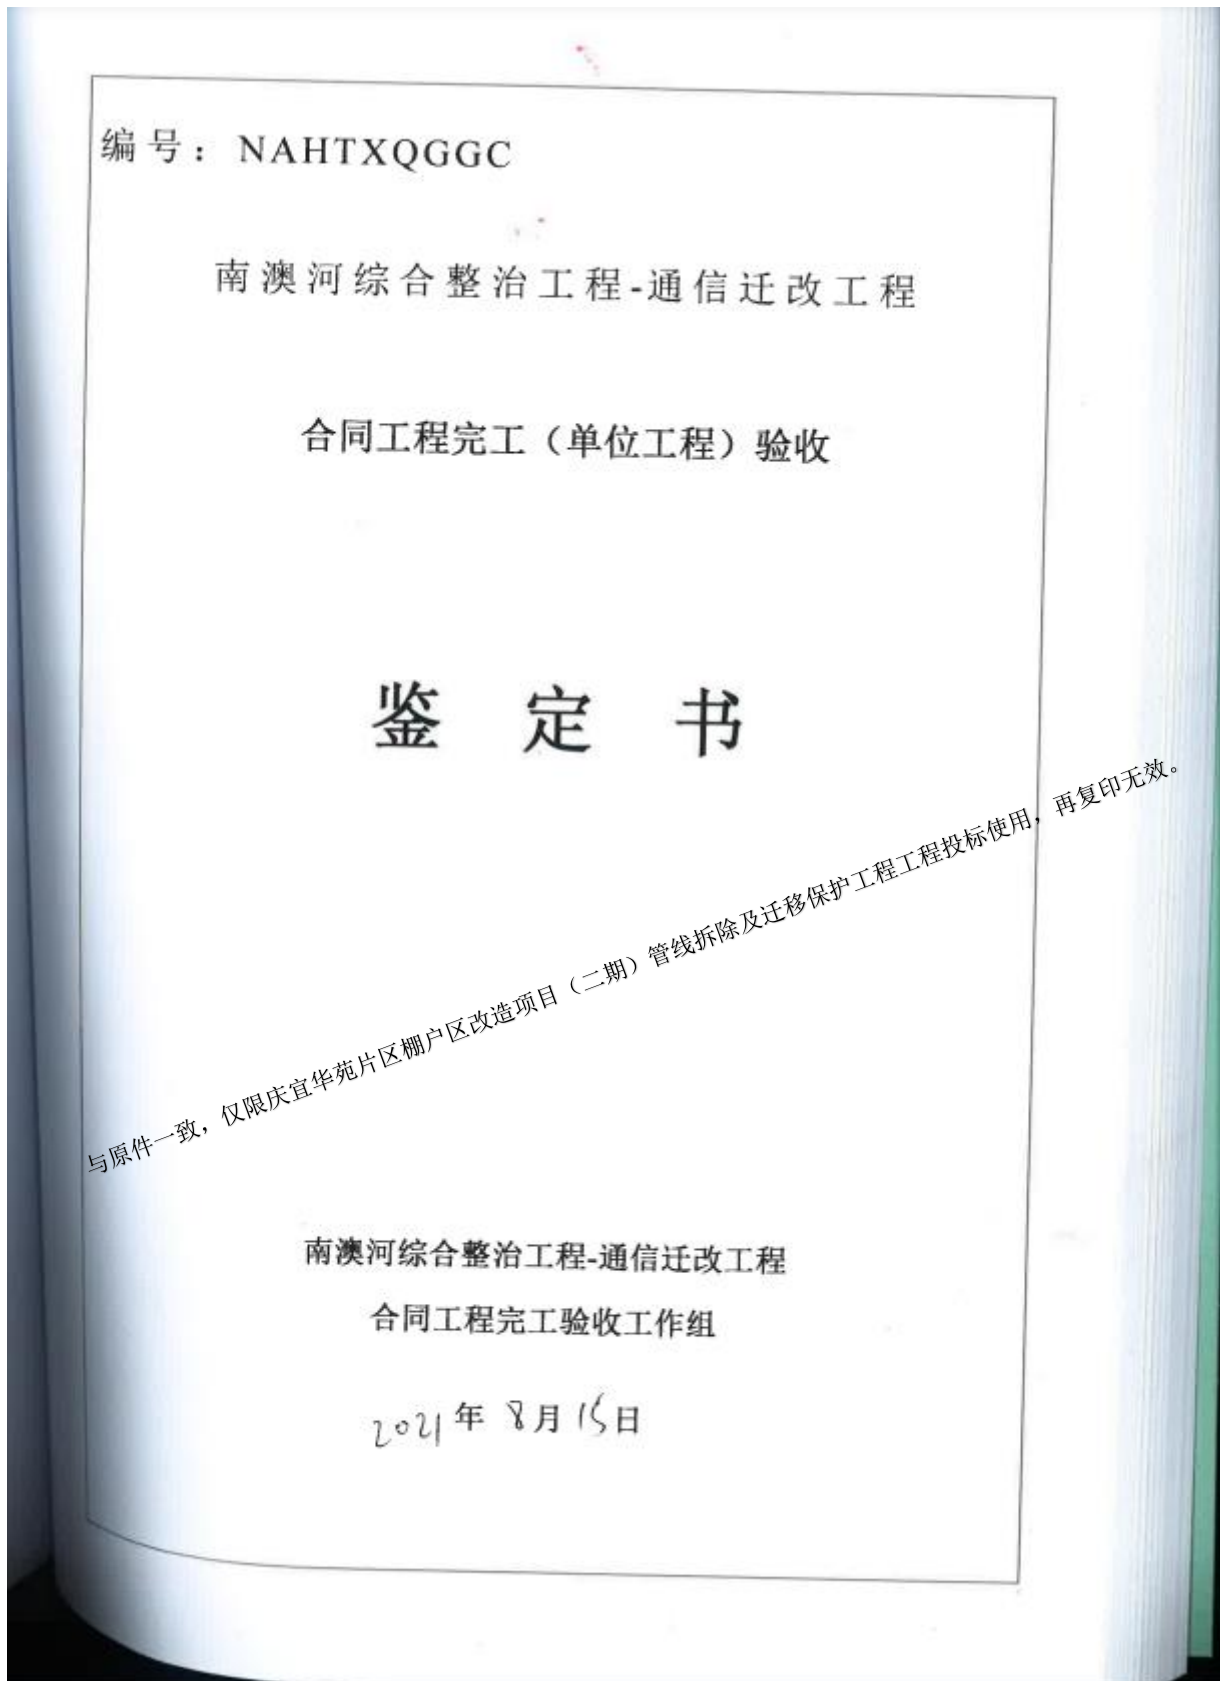 编号：NAHTXQGGC
南澳河综合整治工程-通信迁改工程
合同工程完工（单位工程）验收
鉴定书
与原件一致，仅限庆宜华苑片区棚户区改造项目（二期）管线拆除及迁移保护工程工程投标使用，再复印无效。
南澳河综合整治工程-通信迁改工程
合同工程完工验收工作组
2021年8月15日